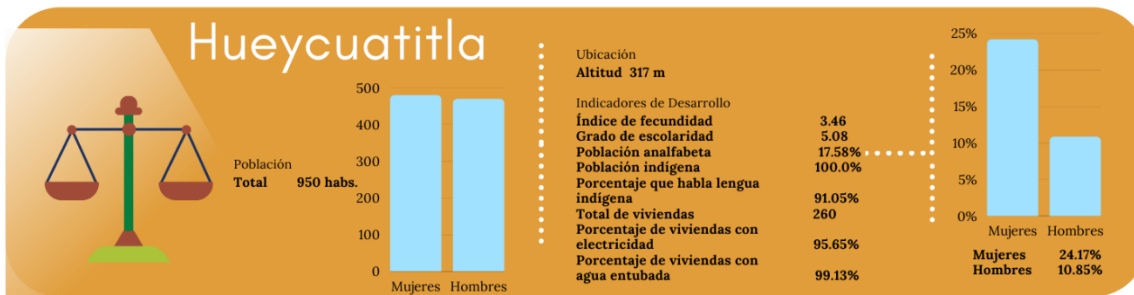 Hueycuatitla
Población
Total 950 habs.
500
400
300
200
100
0
Mujeres Hombres
Ubicación
Altitud 317 m
Indicadores de Desarrollo
Índice de fecundidad 3.46
Grado de escolaridad 5.08
Población analfabeta 17.58%
Población indígena 100.0%
Porcentaje que habla lengua
indígena 91.05%
Total de viviendas 260
Porcentaje de viviendas con
electricidad 95.65%
Porcentaje de viviendas con
agua entubada 99.13%
25%
20%
15%
10%
5%
0%
Mujeres Hombres
Mujeres 24.17%
Hombres 10.85%